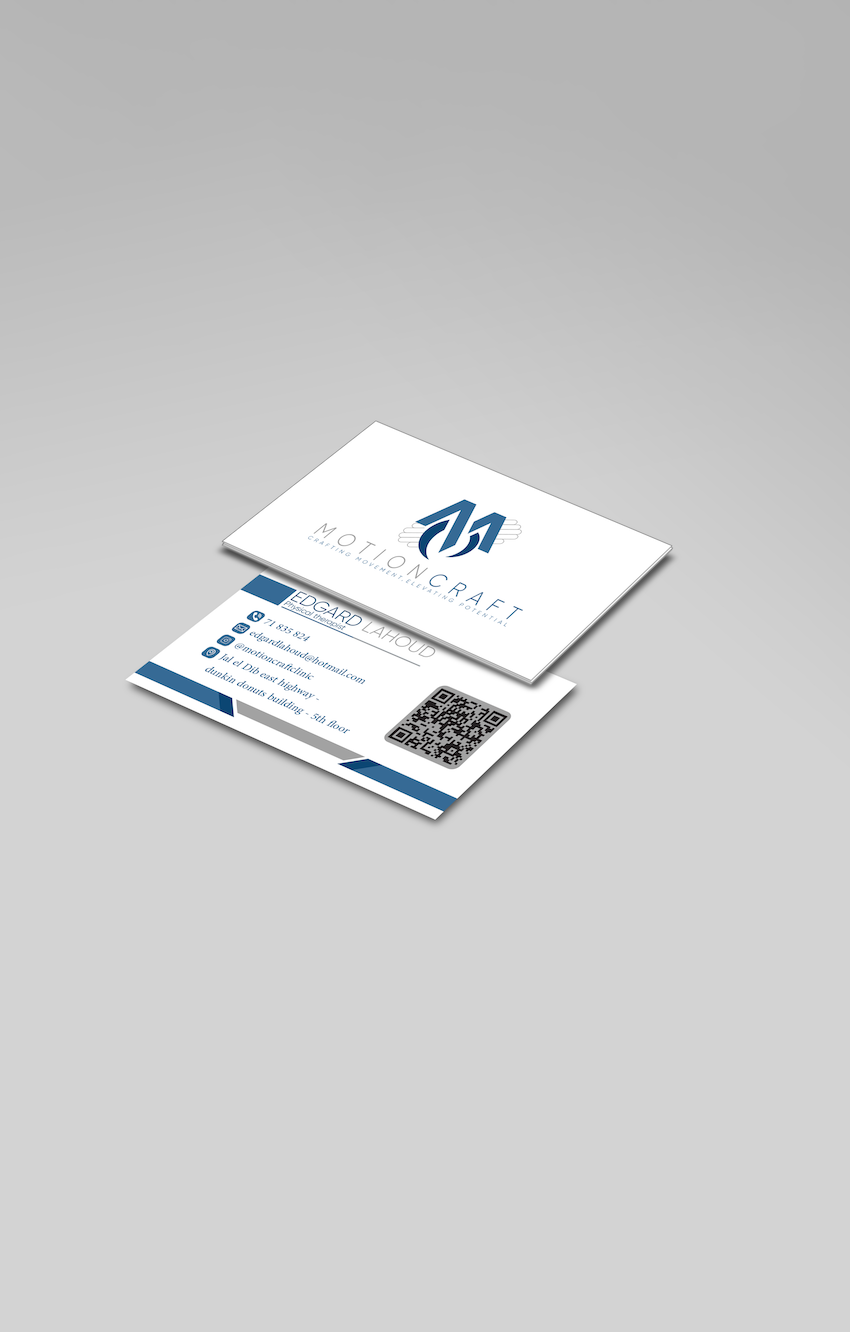 MOTIONCRAFT
CRAFTING MOVEMENT, ELEVATING POTENTIAL
EDGARD LAHOUD
Physical therapist
71 835 824
edgardlahoud@hotmail.com
@motioncraftclinic
Jal el Dib east highway -
dunkin donuts building - 5th floor